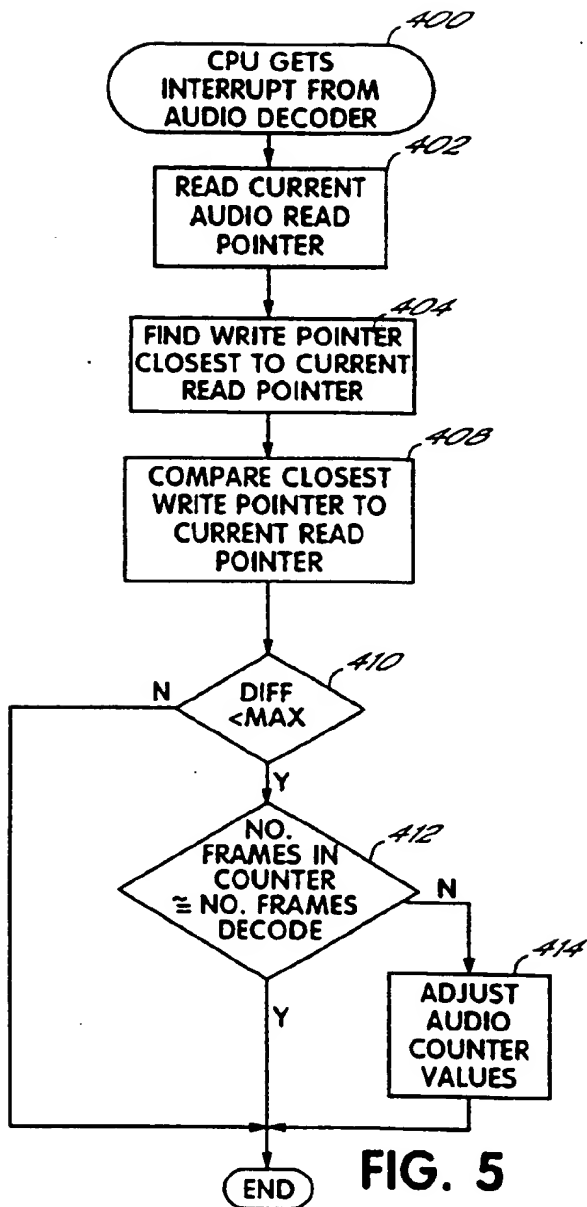 400
CPU GETS
INTERRUPT FROM
AUDIO DECODER
402
READ CURRENT
AUDIO READ
POINTER
404
FIND WRITE POINTER
CLOSEST TO CURRENT
READ POINTER
408
COMPARE CLOSEST
WRITE POINTER TO
CURRENT READ
POINTER
410
N
DIFF
<MAX
Y
412
NO.
FRAMES IN
COUNTER
≅ NO. FRAMES
DECODE
N
Y
414
ADJUST
AUDIO
COUNTER
VALUES
END
FIG. 5